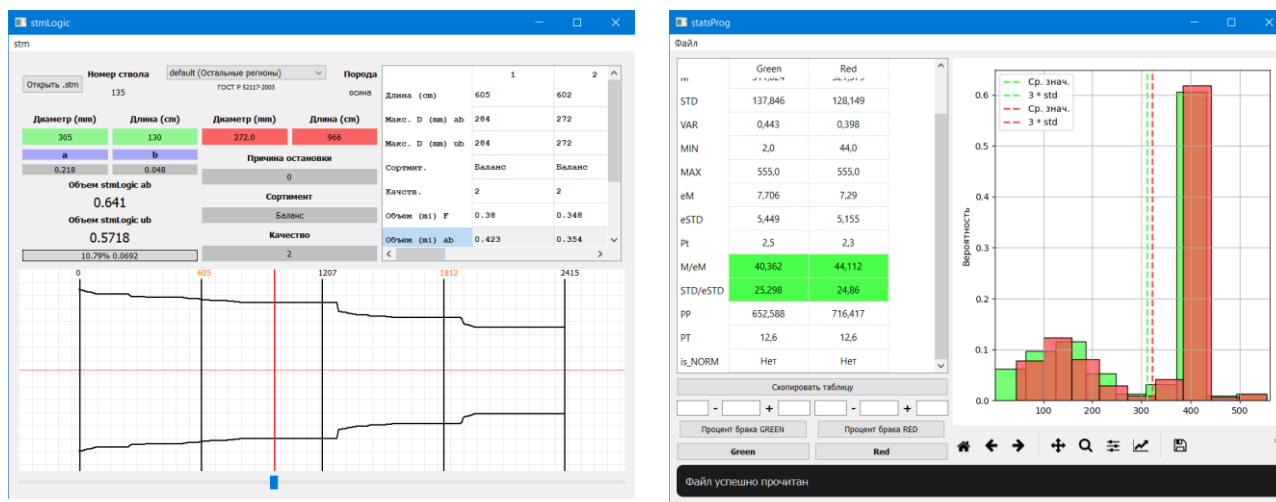 stmLogic
stm
Открыть .stm
Номер ствола
135
default (Остальные регионы)
ГОСТ Р 52117-2003
Порода
осина
Диаметр (mm) Длина (cm) Диаметр (mm) Длина (cm)
305 130 272.0 966
a b
0.218 0.048
Причина остановки
0
Объем stmLogic ab
0.641
Сортимент
Баланс
Объем stmLogic ub
0.5718
Качество
10.79% 0.0692 2
1 2
Длина (cm) 605 602
Макс. D (mm) ab 284 272
Макс. D (mm) ub 284 272
Сортмит. Баланс Баланс
Качств. 2 2
Объем (m1) F 0.38 0.348
Объем (m1) ab 0.423 0.354
0 605 1207 1812 2415
statsProg
Файл
Green Red
STD 137,846 128,149
VAR 0,443 0,398
MIN 2,0 44,0
MAX 555,0 555,0
eM 7,706 7,29
eSTD 5,449 5,155
Pt 2,5 2,3
M/eM 40,362 44,112
STD/eSTD 25,298 24,86
PP 652,588 716,417
PT 12,6 12,6
is_NORM Нет Нет
Скопировать таблицу
- + - +
Процент брака GREEN Процент брака RED
Green Red
Файл успешно прочитан
Ср. знач.
3 * std
Ср. знач.
3 * std
Вероятность
0.6
0.5
0.4
0.3
0.2
0.1
0.0
100 200 300 400 500